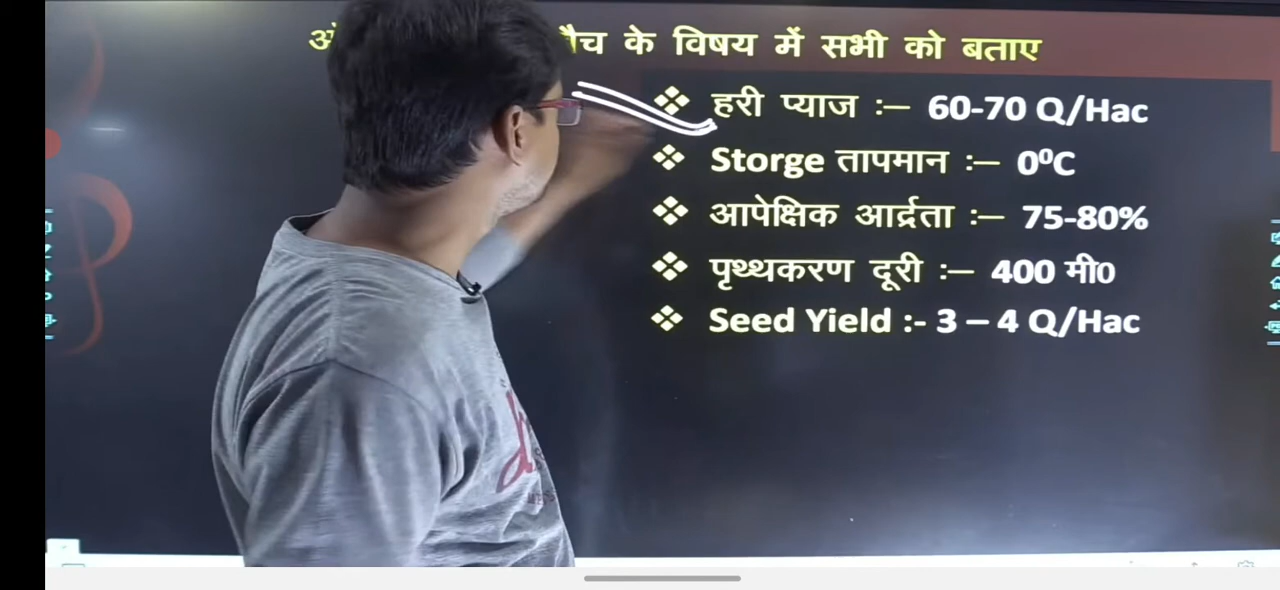 के विषय में सभी को बताए
❖ हरी प्याज :– 60-70 Q/Hac
❖ Storge तापमान :– 0⁰C
❖ आपेक्षिक आर्द्रता :– 75-80%
❖ पृथ्थकरण दूरी :– 400 मी0
❖ Seed Yield :- 3 – 4 Q/Hac